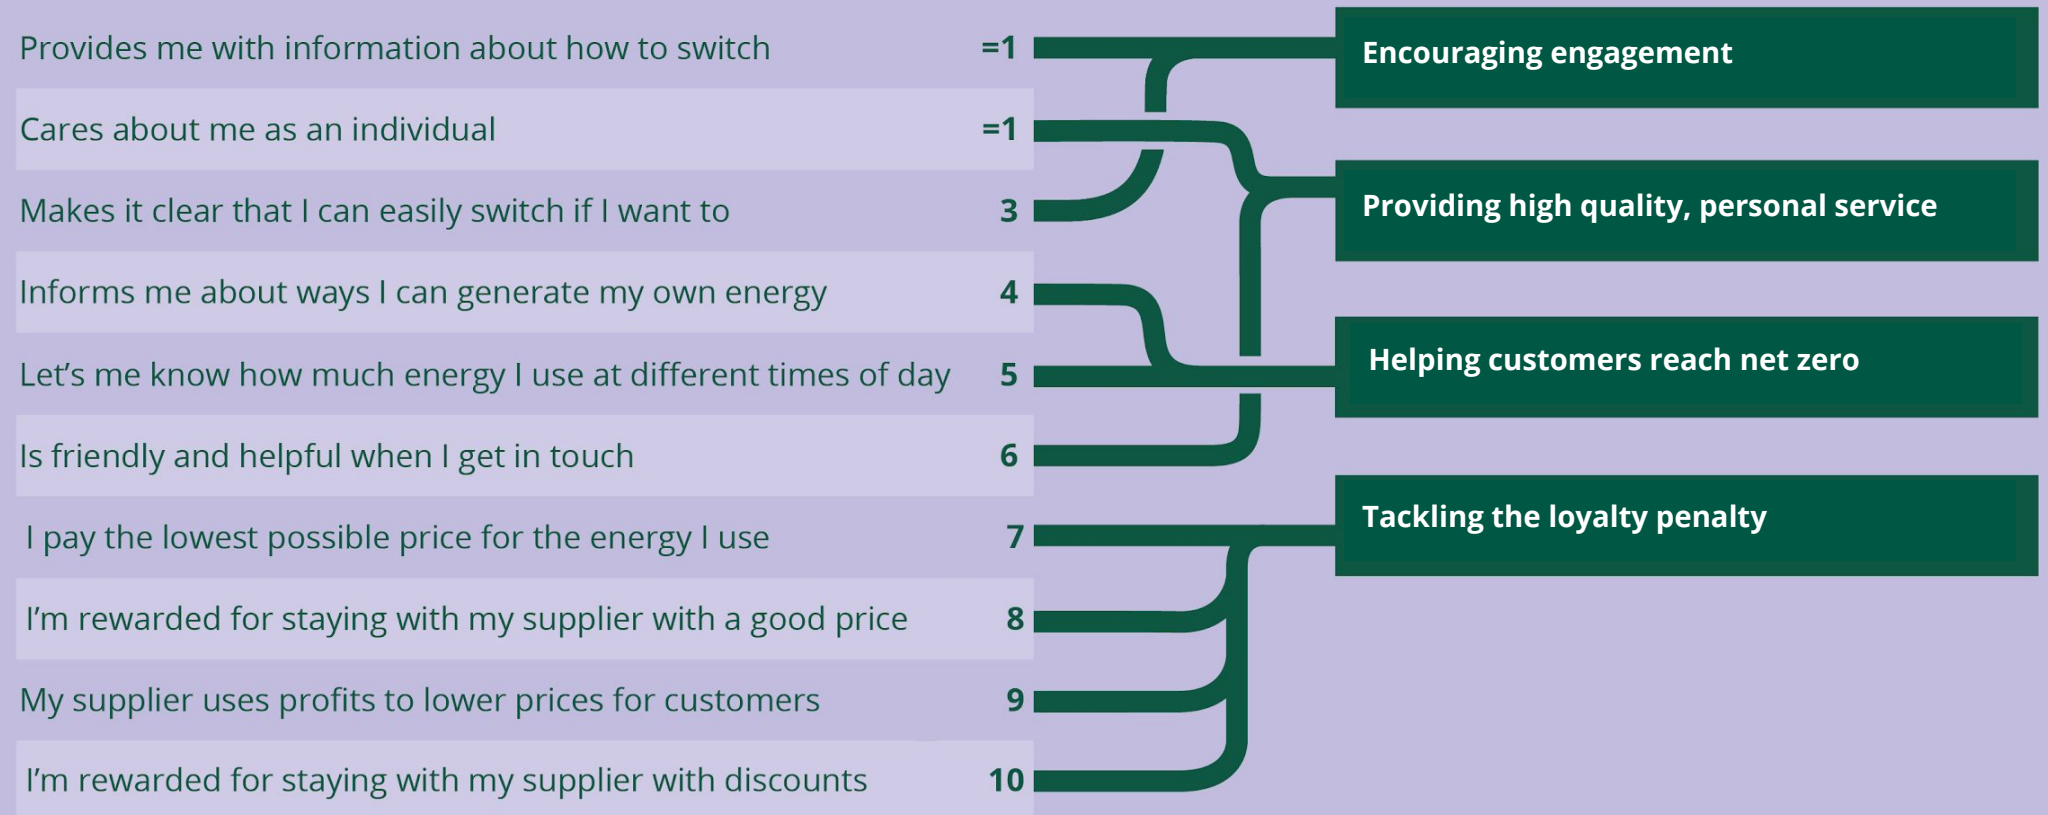 Provides me with information about how to switch =1
Encouraging engagement
Cares about me as an individual =1
Providing high quality, personal service
Makes it clear that I can easily switch if I want to 3
Informs me about ways I can generate my own energy 4
Helping customers reach net zero
Let’s me know how much energy I use at different times of day 5
Is friendly and helpful when I get in touch 6
Tackling the loyalty penalty
I pay the lowest possible price for the energy I use 7
I’m rewarded for staying with my supplier with a good price 8
My supplier uses profits to lower prices for customers 9
I’m rewarded for staying with my supplier with discounts 10